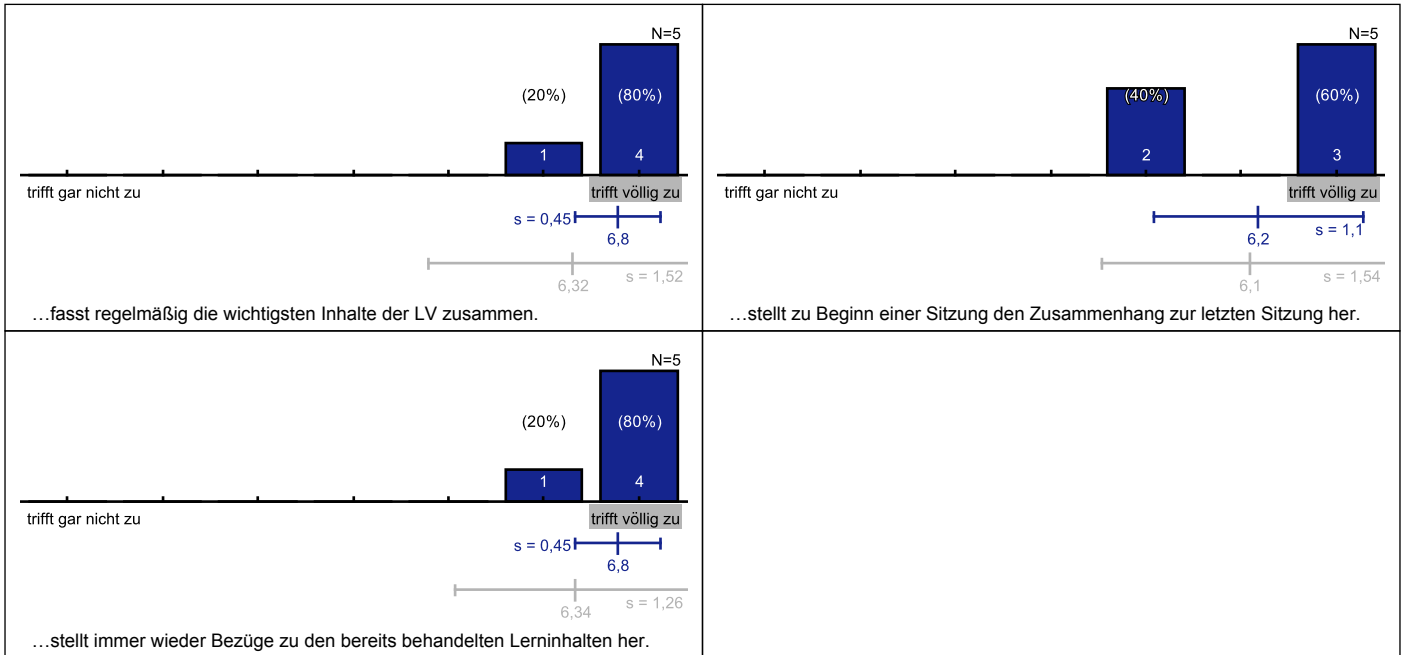 N=5
(20%)
(80%)
1
4
trifft gar nicht zu
trifft völlig zu
s = 0,45
6,8
6,32
s = 1,52
…fasst regelmäßig die wichtigsten Inhalte der LV zusammen.
N=5
(40%)
(60%)
2
3
trifft gar nicht zu
trifft völlig zu
s = 1,1
6,2
6,1
s = 1,54
…stellt zu Beginn einer Sitzung den Zusammenhang zur letzten Sitzung her.
N=5
(20%)
(80%)
1
4
trifft gar nicht zu
trifft völlig zu
s = 0,45
6,8
6,34
s = 1,26
…stellt immer wieder Bezüge zu den bereits behandelten Lerninhalten her.